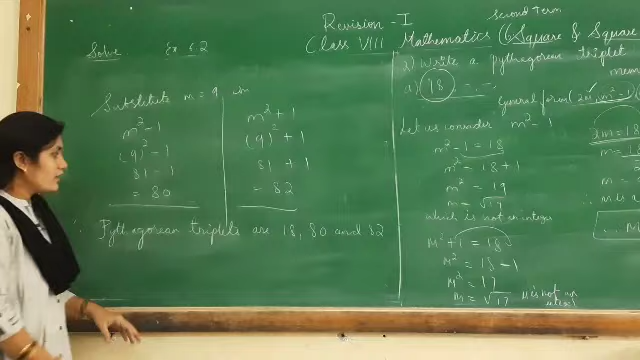 Second Term
Revision - I
Class VIII Mathematics (6 Square & Square
Solve Ex 6.2
2) Write a pythagorean triplet
mem
a) 18 - . - .
General form (2m, m²-1
Substitute m = 9 in
m² - 1
(9)² - 1
81 - 1
= 80
m² + 1
(9)² + 1
81 + 1
= 82
∴ Pythagorean triplets are 18, 80 and 82
Let us consider m² - 1
m² - 1 = 18
m² = 18 + 1
m² = 19
m = √19
which is not an integer
m² + 1 = 18
m² = 18 - 1
m² = 17
m = √17 m is not an
2m = 18
m = 18